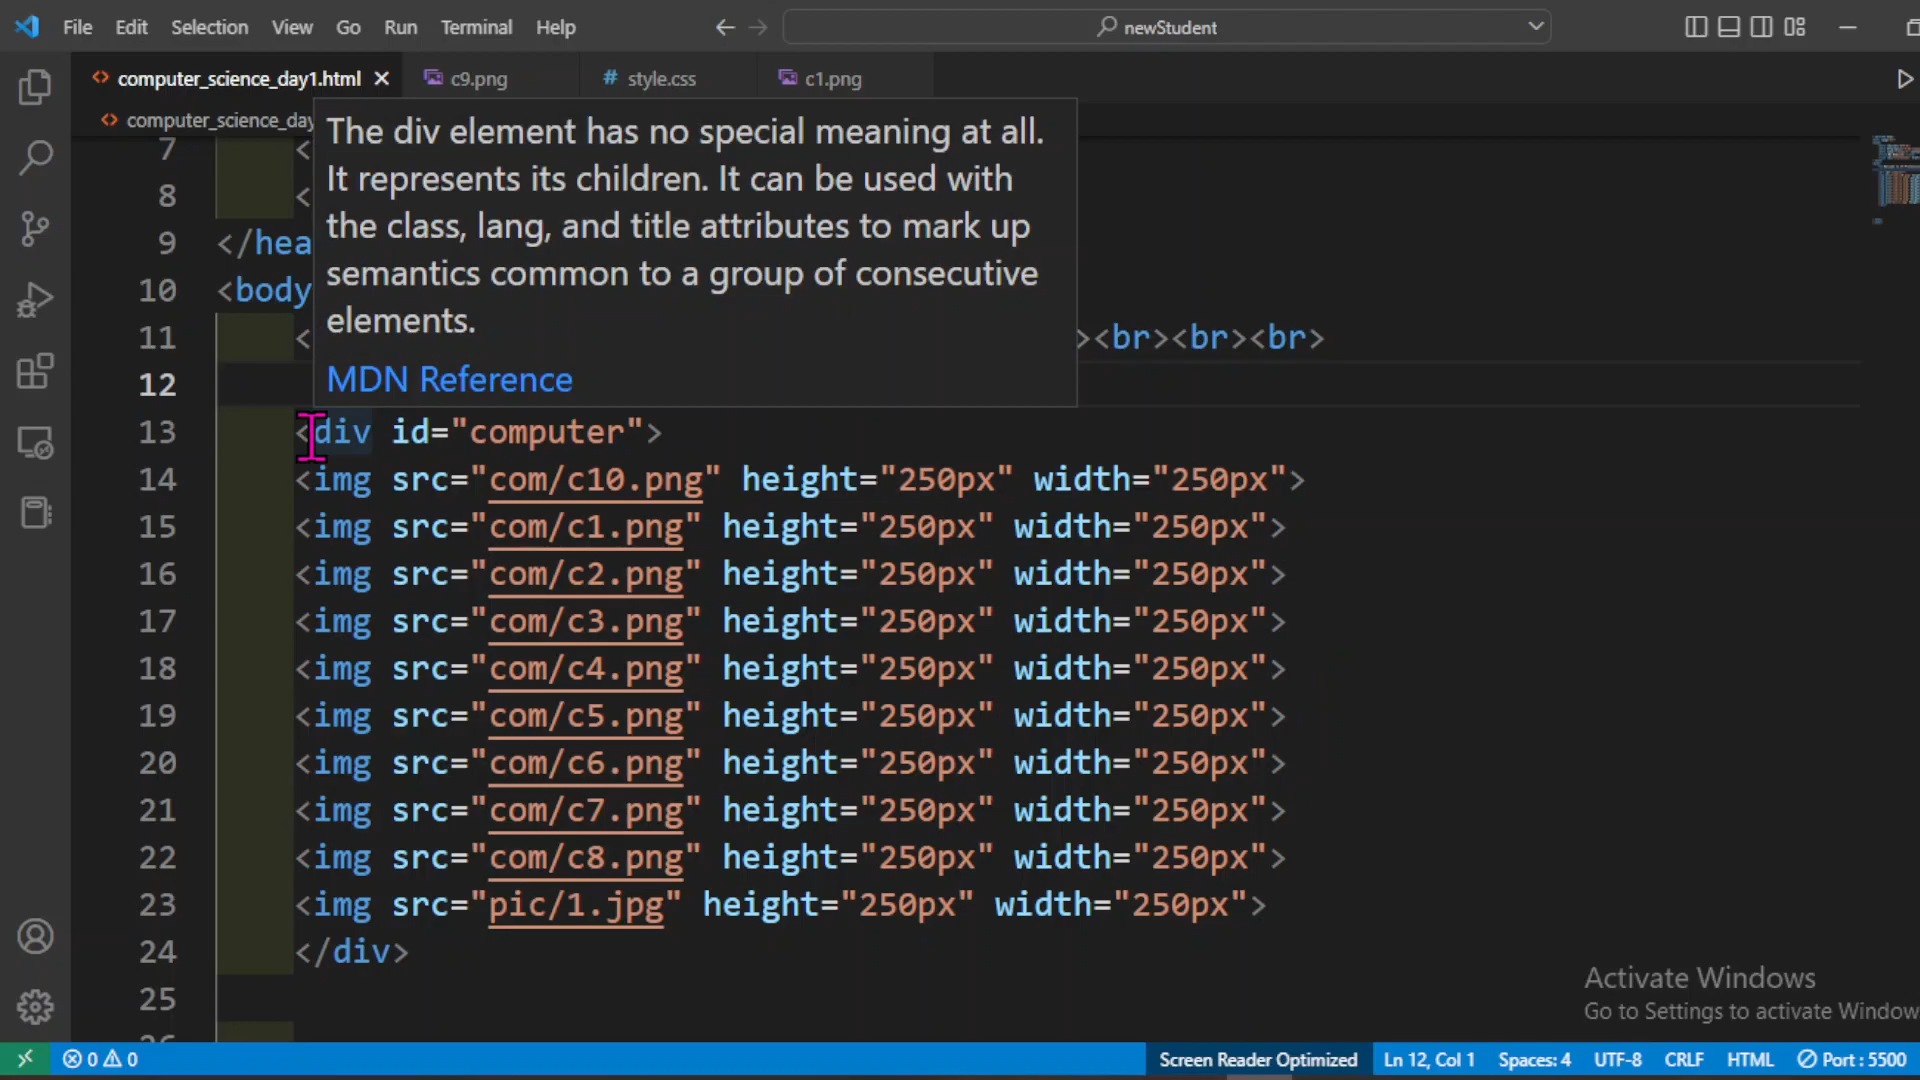 File Edit Selection View Go Run Terminal Help newStudent
computer_science_day1.html c9.png style.css c1.png
computer_science_day
The div element has no special meaning at all.
It represents its children. It can be used with
the class, lang, and title attributes to mark up
semantics common to a group of consecutive
elements.
MDN Reference
7 <
8 <
9 </hea
10 <body
11 < ><br><br><br>
12
13 <div id="computer">
14 <img src="com/c10.png" height="250px" width="250px">
15 <img src="com/c1.png" height="250px" width="250px">
16 <img src="com/c2.png" height="250px" width="250px">
17 <img src="com/c3.png" height="250px" width="250px">
18 <img src="com/c4.png" height="250px" width="250px">
19 <img src="com/c5.png" height="250px" width="250px">
20 <img src="com/c6.png" height="250px" width="250px">
21 <img src="com/c7.png" height="250px" width="250px">
22 <img src="com/c8.png" height="250px" width="250px">
23 <img src="pic/1.jpg" height="250px" width="250px">
24 </div>
25
Activate Windows
Go to Settings to activate Window
0 0 Screen Reader Optimized Ln 12, Col 1 Spaces: 4 UTF-8 CRLF HTML Port : 5500